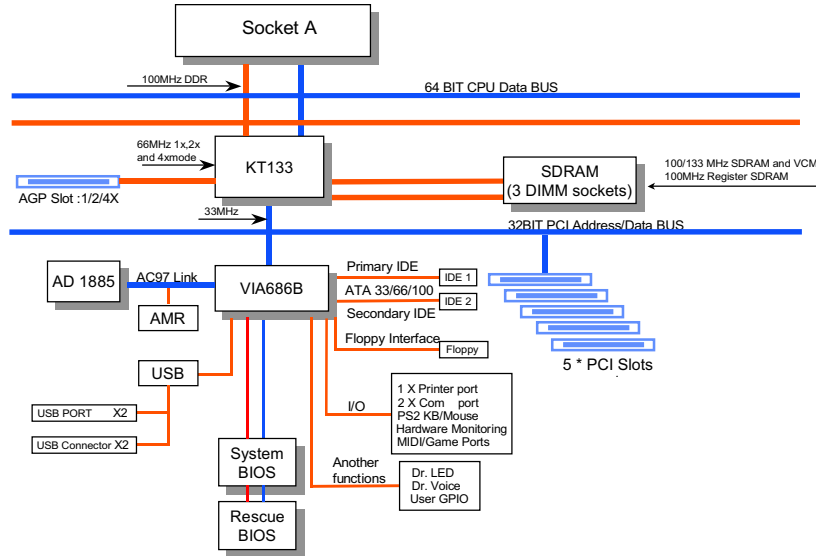 Socket A
100MHz DDR
64 BIT CPU Data BUS
66MHz 1x,2x
and 4xmode
KT133
SDRAM
(3 DIMM sockets)
100/133 MHz SDRAM and VCM
100MHz Register SDRAM
AGP Slot :1/2/4X
33MHz
32BIT PCI Address/Data BUS
AD 1885
AC97 Link
VIA686B
Primary IDE
IDE 1
ATA 33/66/100
IDE 2
Secondary IDE
AMR
Floppy Interface
Floppy
5 * PCI Slots
USB
USB PORT X2
USB Connector X2
I/O
1 X Printer port
2 X Com port
PS2 KB/Mouse
Hardware Monitoring
MIDI/Game Ports
System
BIOS
Another
functions
Dr. LED
Dr. Voice
User GPIO
Rescue
BIOS